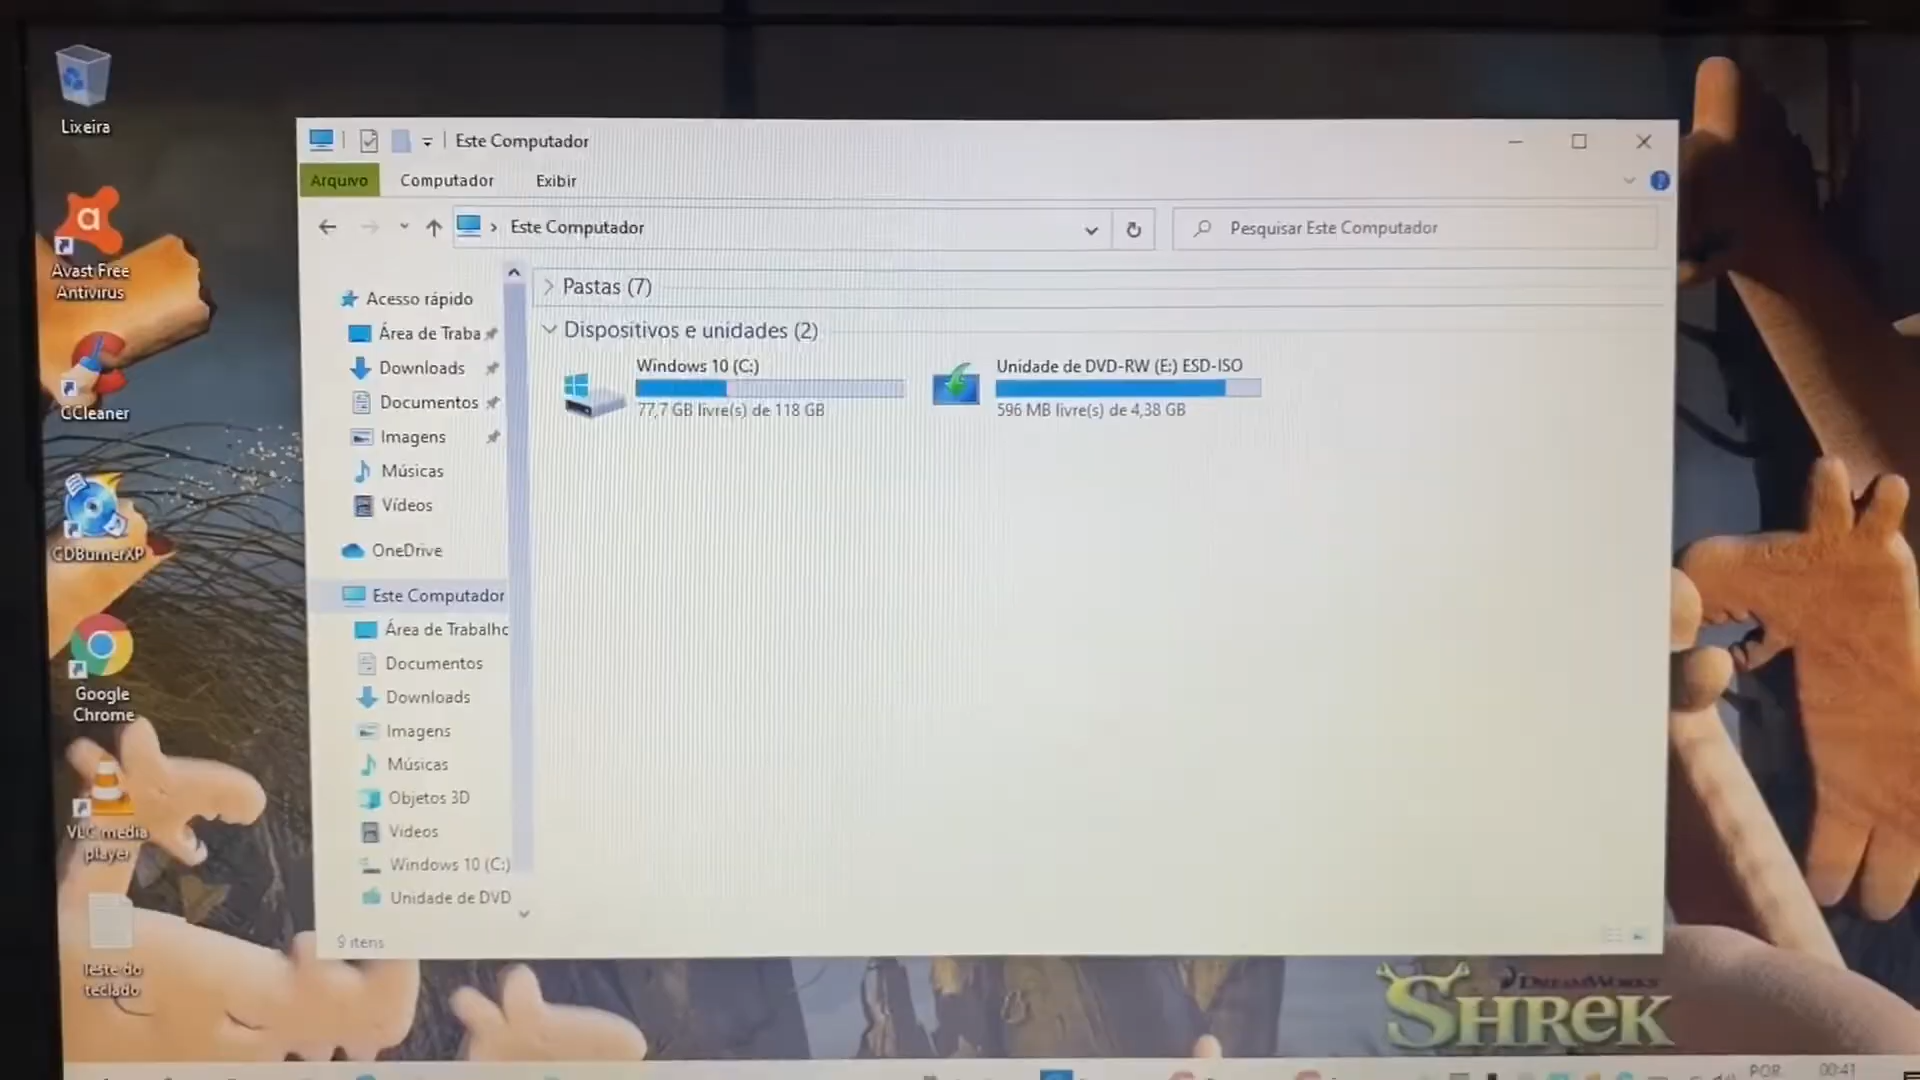 Lixeira
Avast Free
Antivirus
CCleaner
CDBurnerXP
Google
Chrome
VLC media
player
Teste do
teclado
Este Computador
Arquivo
Computador
Exibir
Este Computador
Pesquisar Este Computador
Acesso rápido
Área de Traba
Downloads
Documentos
Imagens
Músicas
Vídeos
OneDrive
Este Computador
Área de Trabalho
Documentos
Downloads
Imagens
Músicas
Objetos 3D
Vídeos
Windows 10 (C:)
Unidade de DVD
9 itens
Pastas (7)
Dispositivos e unidades (2)
Windows 10 (C:)
77,7 GB livre(s) de 118 GB
Unidade de DVD-RW (E:) ESD-ISO
596 MB livre(s) de 4,38 GB
DREAMWORKS
SHREK
POR
00:41